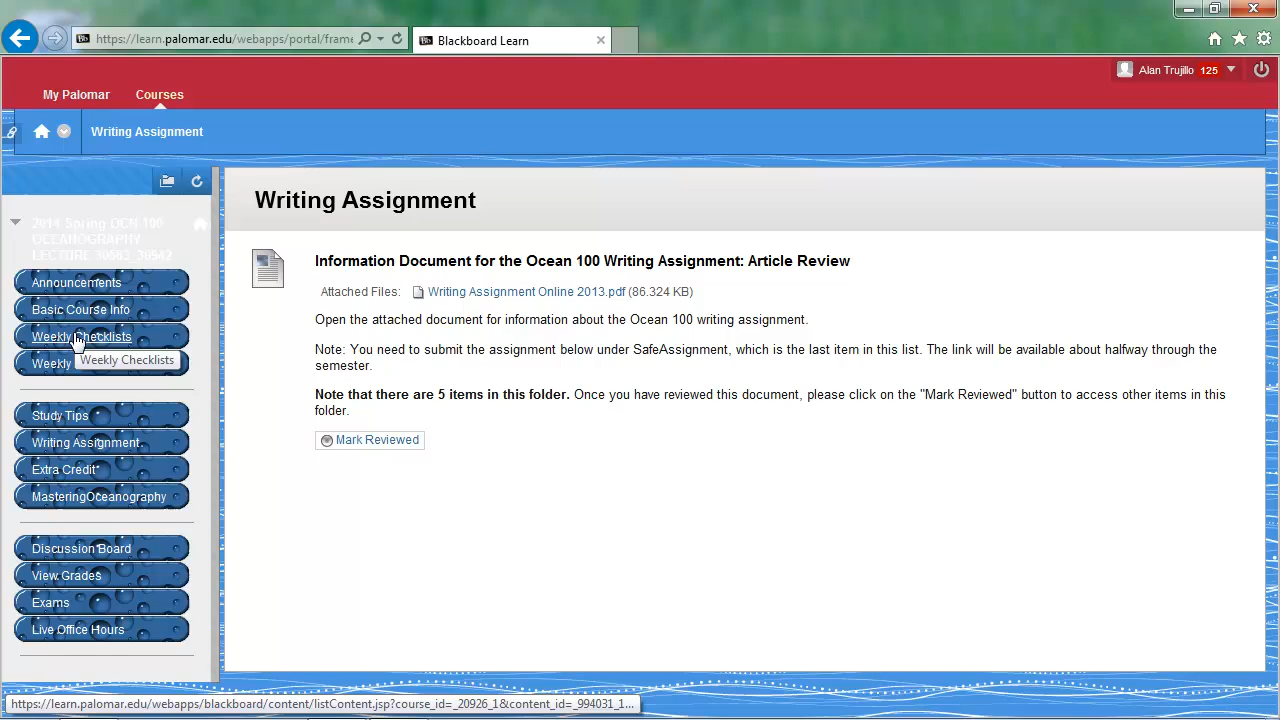 https://learn.palomar.edu/webapps/portal/frame
Blackboard Learn
Alan Trujillo 125
My Palomar Courses
Writing Assignment
2014 Spring OCN 100
OCEANOGRAPHY
LECTURE 30563_30542
Announcements
Basic Course Info
Weekly Checklists
Weekly Checklists
Weekly
Study Tips
Writing Assignment
Extra Credit
MasteringOceanography
Discussion Board
View Grades
Exams
Live Office Hours
Writing Assignment
Information Document for the Ocean 100 Writing Assignment: Article Review
Attached Files: Writing Assignment Online 2013.pdf (86.324 KB)
Open the attached document for information about the Ocean 100 writing assignment.
Note: You need to submit the assignment below under SafeAssignment, which is the last item in this list. The link will be available about halfway through the
semester.
Note that there are 5 items in this folder. Once you have reviewed this document, please click on the "Mark Reviewed" button to access other items in this
folder.
Mark Reviewed
https://learn.palomar.edu/webapps/blackboard/content/listContent.jsp?course_id=_20926_1&content_id=_994031_1...